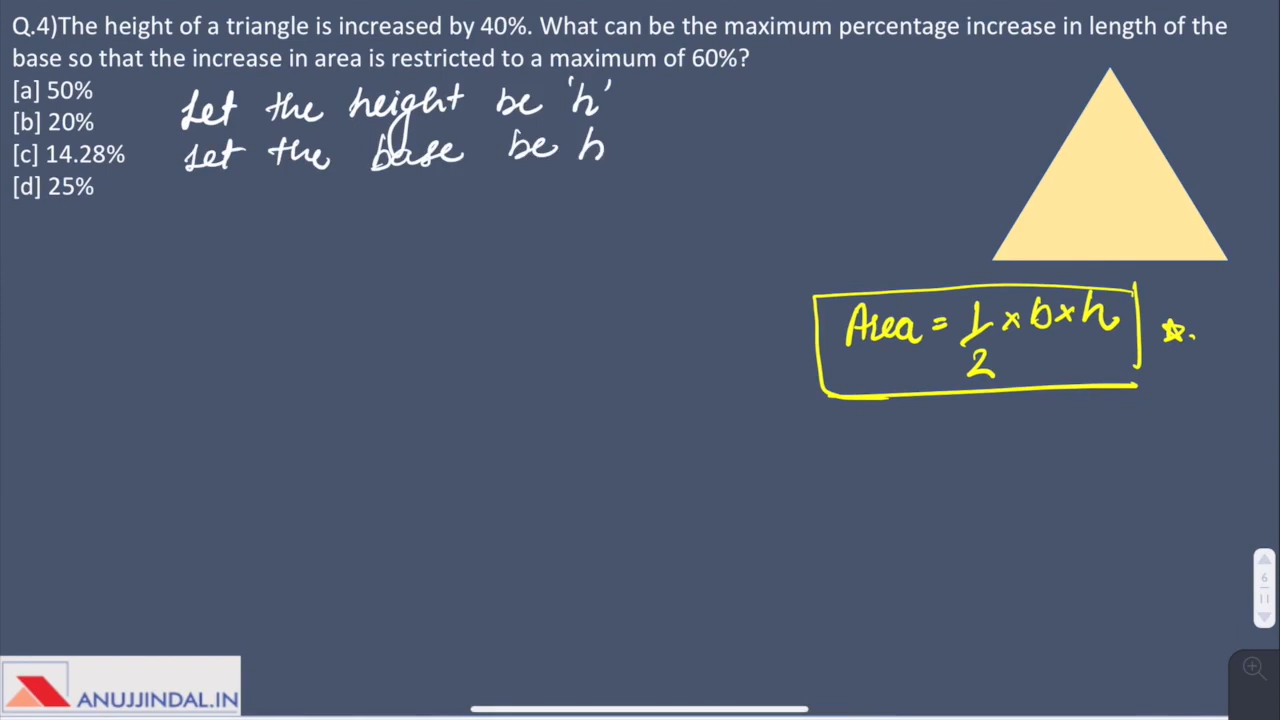 Q.4)The height of a triangle is increased by 40%. What can be the maximum percentage increase in length of the
base so that the increase in area is restricted to a maximum of 60%?
[a] 50%
[b] 20%
[c] 14.28%
[d] 25%
Let the height be 'h'
Let the base be b
Area = 1/2 × b × h
6
11
ANUJJINDAL.IN